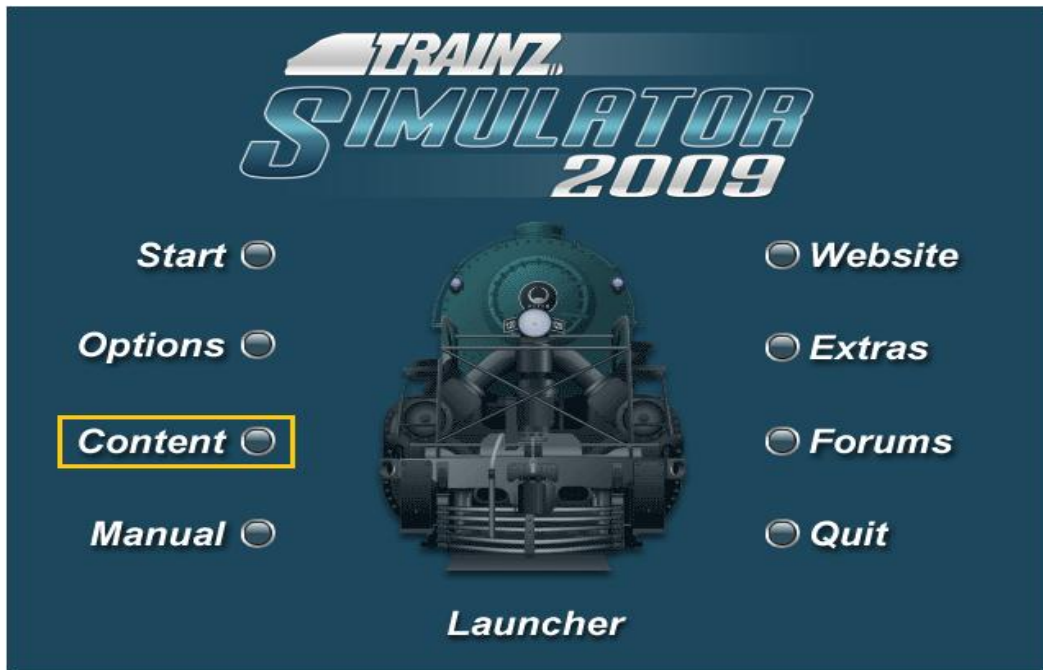 TRAINZ
SIMULATOR
2009
Start
Options
Content
Manual
Website
Extras
Forums
Quit
Launcher